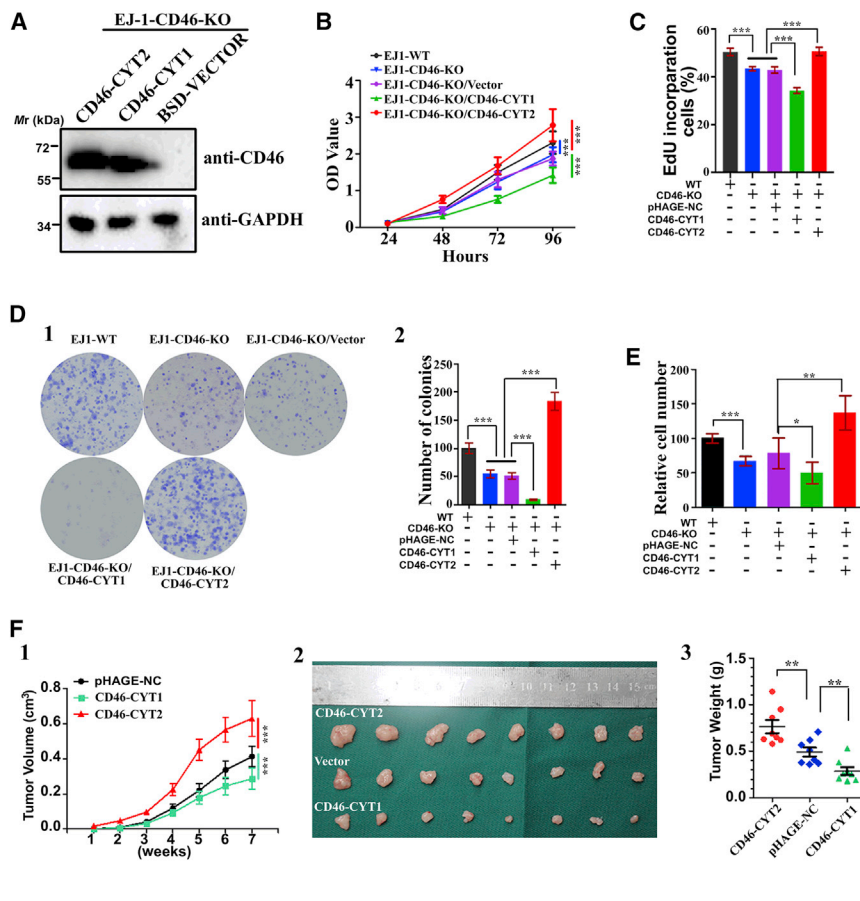 A
EJ-1-CD46-KO
CD46-CYT2
CD46-CYT1
BSD-VECTOR
Mr (kDa)
72
55
anti-CD46
34
anti-GAPDH
B
EJ1-WT
EJ1-CD46-KO
EJ1-CD46-KO/Vector
EJ1-CD46-KO/CD46-CYT1
EJ1-CD46-KO/CD46-CYT2
OD Value
4
3
2
1
0
***
***
***
24 48 72 96
Hours
C
EdU incorparation
cells (%)
60
40
20
0
*** *** ***
WT + - - - -
CD46-KO - + + + +
pHAGE-NC - - + - -
CD46-CYT1 - - - + -
CD46-CYT2 - - - - +
D
1
EJ1-WT EJ1-CD46-KO EJ1-CD46-KO/Vector
EJ1-CD46-KO/
CD46-CYT1
EJ1-CD46-KO/
CD46-CYT2
2
Number of colonies
250
200
150
100
50
0
*** *** ***
WT + - - - -
CD46-KO - + + + +
pHAGE-NC - - + - -
CD46-CYT1 - - - + -
CD46-CYT2 - - - - +
E
Relative cell number
200
150
100
50
0
*** * **
WT + - - - -
CD46-KO - + + + +
pHAGE-NC - - + - -
CD46-CYT1 - - - + -
CD46-CYT2 - - - - +
F
1
pHAGE-NC
CD46-CYT1
CD46-CYT2
Tumor Volume (cm3)
0.8
0.6
0.4
0.2
0.0
***
***
1 2 3 4 5 6 7
(weeks)
2
10 11 12 13 14 15 cm
CD46-CYT2
Vector
CD46-CYT1
3
Tumor Weight (g)
1.5
1.0
0.5
0.0
** **
CD46-CYT2
pHAGE-NC
CD46-CYT1